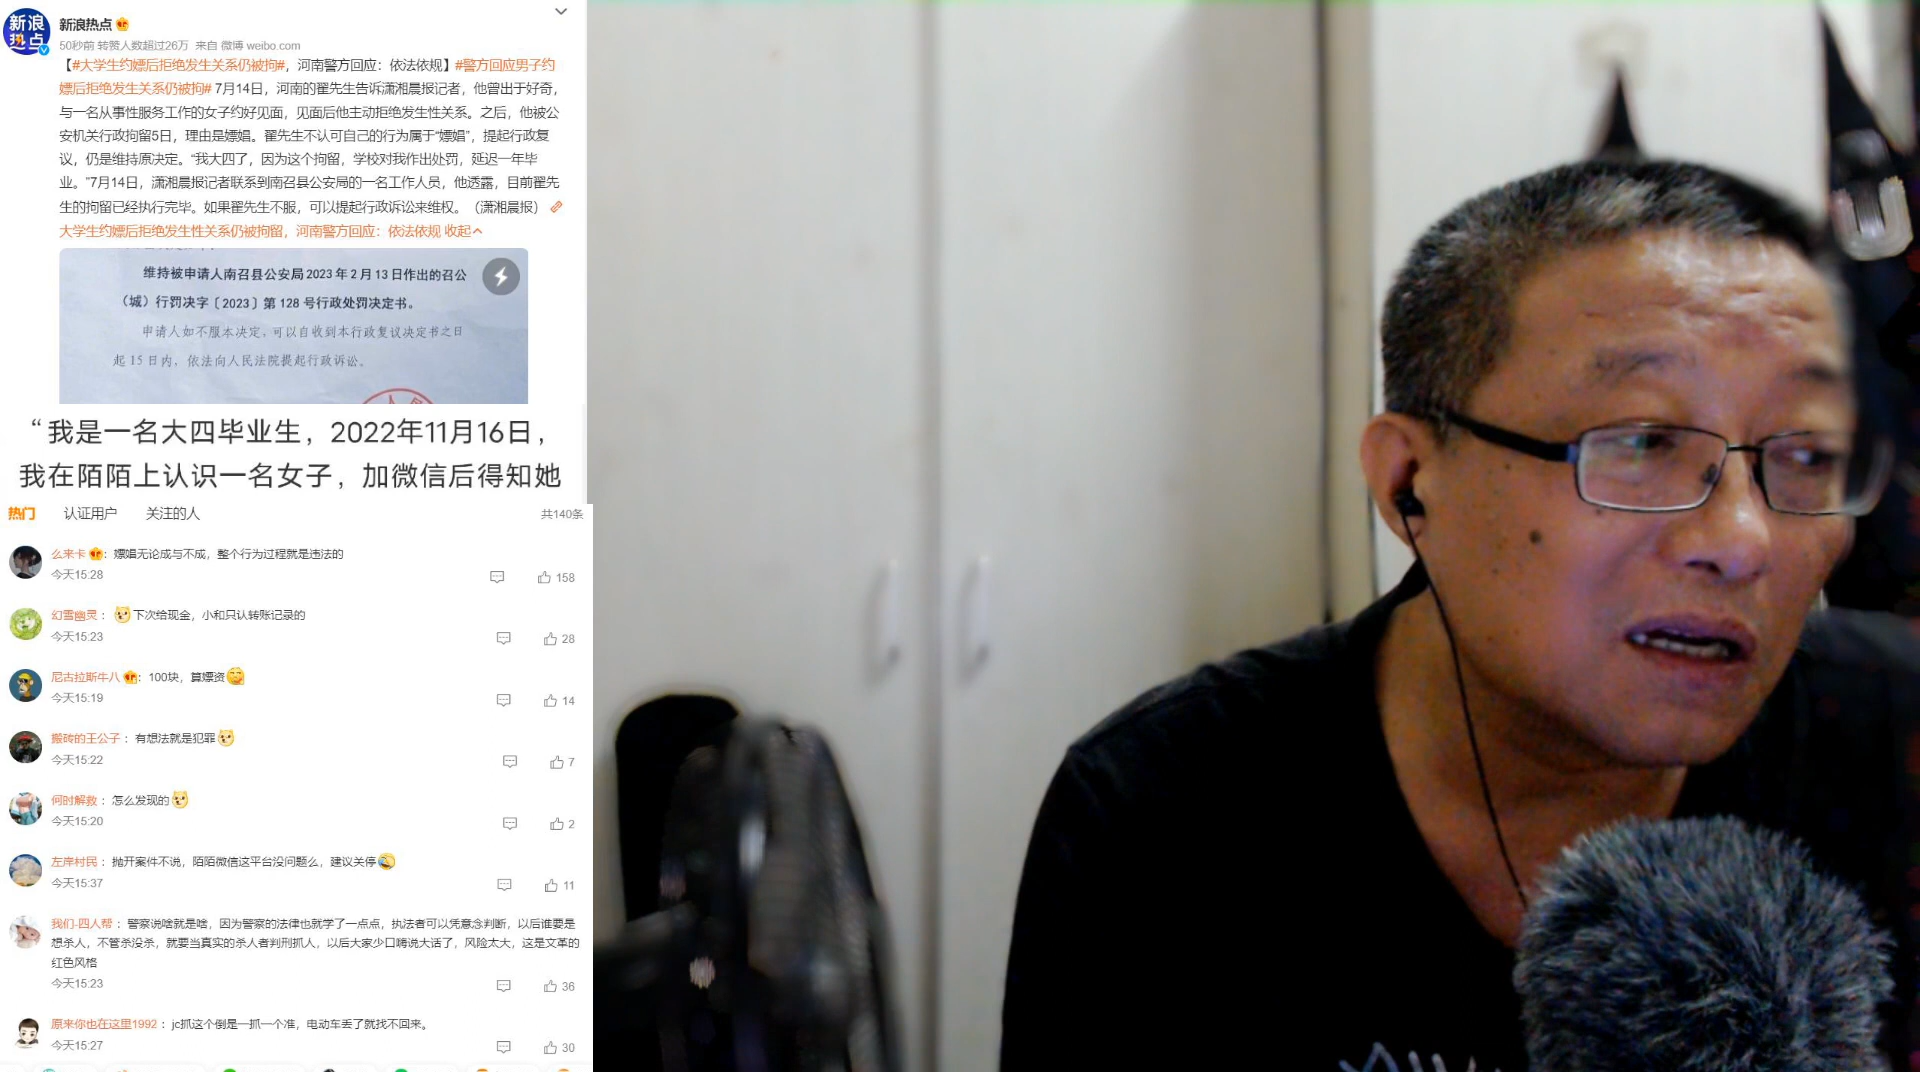 新浪热点
新浪热点
50秒前 转赞人数超过26万 来自 微博 weibo.com
【#大学生约嫖后拒绝发生关系仍被拘#，河南警方回应：依法依规】#警方回应男子约
嫖后拒绝发生关系仍被拘# 7月14日，河南的翟先生告诉潇湘晨报记者，他曾出于好奇，
与一名从事性服务工作的女子约好见面，见面后他主动拒绝发生性关系。之后，他被公
安机关行政拘留5日，理由是嫖娼。翟先生不认可自己的行为属于“嫖娼”，提起行政复
议，仍是维持原决定。“我大四了，因为这个拘留，学校对我作出处罚，延迟一年毕
业。”7月14日，潇湘晨报记者联系到南召县公安局的一名工作人员，他透露，目前翟先
生的拘留已经执行完毕。如果翟先生不服，可以提起行政诉讼来维权。（潇湘晨报）
大学生约嫖后拒绝发生性关系仍被拘留，河南警方回应：依法依规 收起
维持被申请人南召县公安局2023年2月13日作出的召公
（城）行罚决字〔2023〕第128号行政处罚决定书。
申请人如不服本决定，可以自收到本行政复议决定书之日
起15日内，依法向人民法院提起行政诉讼。
“我是一名大四毕业生，2022年11月16日，
我在陌陌上认识一名女子，加微信后得知她
热门 认证用户 关注的人 共140条
么来卡：嫖娼无论成与不成，整个行为过程就是违法的
今天15:28 158
幻雪幽灵：下次给现金，小和只认转账记录的
今天15:23 28
尼古拉斯牛八：100块，算嫖资
今天15:19 14
搬砖的王公子：有想法就是犯罪
今天15:22 7
何时解救：怎么发现的
今天15:20 2
左岸村民：抛开案件不说，陌陌微信这平台没问题么，建议关停
今天15:37 11
我们-四人帮：警察说啥就是啥，因为警察的法律也就学了一点点，执法者可以凭意念判断，以后谁要是
想杀人，不管杀没杀，就要当真实的杀人者判刑抓人，以后大家少口嗨说大话了，风险太大，这是文革的
红色风格
今天15:23 36
原来你也在这里1992：jc抓这个倒是一抓一个准，电动车丢了就找不回来。
今天15:27 30